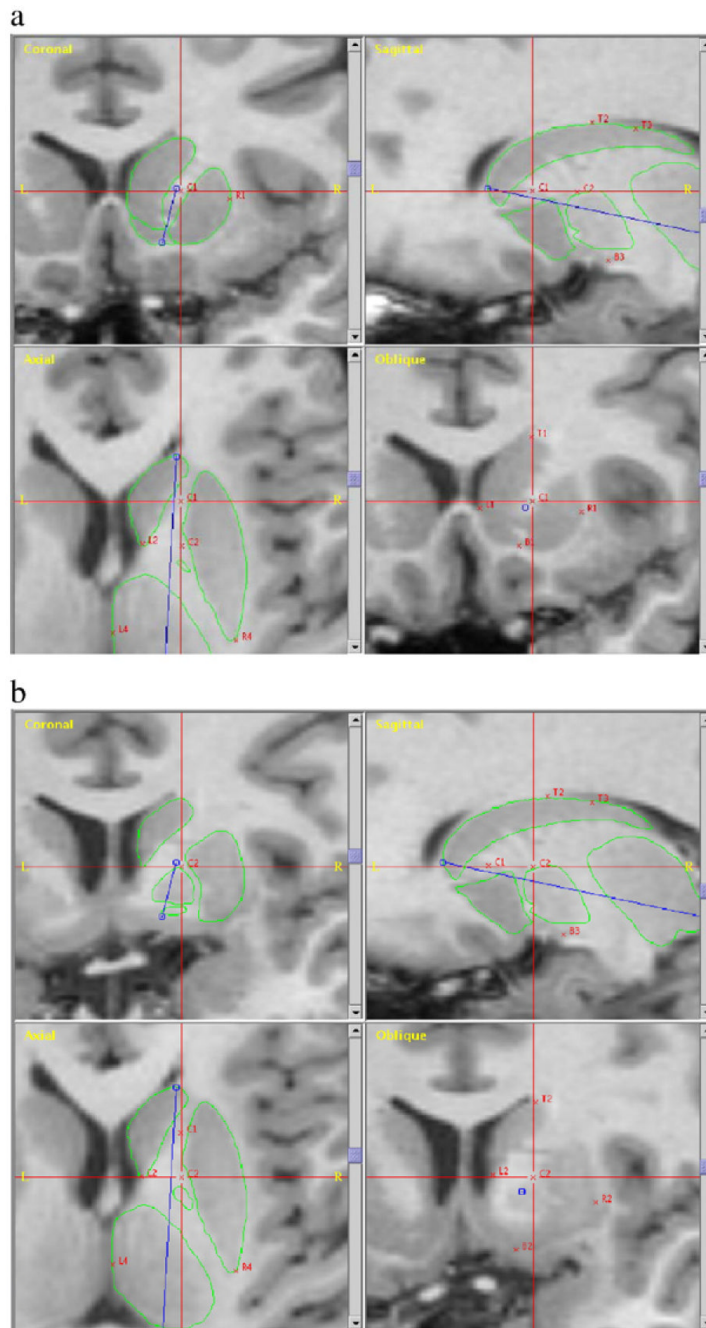 a
Coronal
Sagittal
T2
T3
L
C1
R
R1
L
C1
C2
R
B3
Axial
Oblique
T1
L
C1
R
L1
C1
R1
L2
C2
B1
L4
R4
b
Coronal
Sagittal
T2
T3
L
C2
R
L
C1
C2
R
B3
Axial
Oblique
T2
C1
L
L2
C2
R
L2
C2
R2
B2
L4
R4